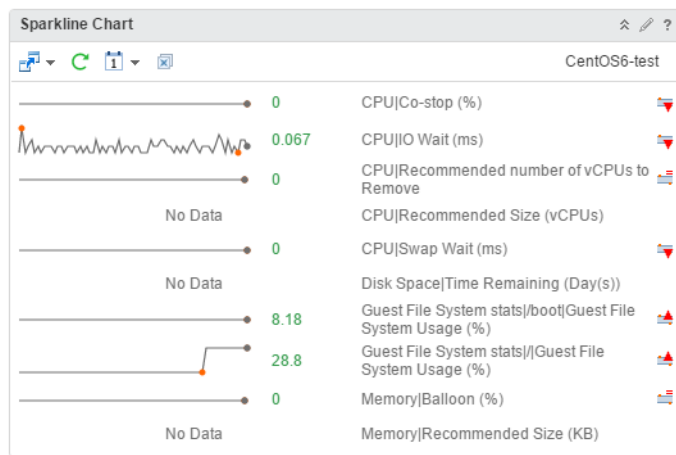 Sparkline Chart ?
1 CentOS6-test
0 CPU|Co-stop (%)
0.067 CPU|IO Wait (ms)
0 CPU|Recommended number of vCPUs to
Remove
No Data CPU|Recommended Size (vCPUs)
0 CPU|Swap Wait (ms)
No Data Disk Space|Time Remaining (Day(s))
8.18 Guest File System stats|/boot|Guest File
System Usage (%)
28.8 Guest File System stats|/|Guest File
System Usage (%)
0 Memory|Balloon (%)
No Data Memory|Recommended Size (KB)